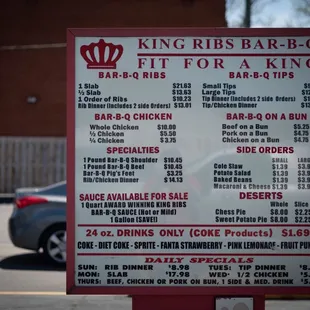 KING RIBS BAR-B-Q
FIT FOR A KING
BAR-B-Q RIBS
1 Slab $21.63
½ Slab $13.63
1 Order of Ribs $10.23
Rib Dinner (includes 2 sides) $13.01
BAR-B-Q TIPS
Small Tips
Large Tips
Tip Dinner (includes 2 sides
Tip/Chicken Dinner
BAR-B-Q CHICKEN
Whole Chicken $10.00
½ Chicken $5.50
¼ Chicken $3.75
BAR-B-Q ON A BUN
Beef on a Bun $5.25
Pork on a Bun $4.75
Chicken on a Bun $4.75
SPECIALTIES
1 Pound Bar-B-Q Shoulder $10.45
1 Pound Bar-B-Q Beef $10.45
Bar-B-Q Pig's Foot $3.25
Rib/Chicken Dinner $14.13
SIDE ORDERS
SMALL LARGE
Cole Slaw $1.39
Potato Salad $1.39
Baked Beans $1.39
Macaroni & Cheese $1.39
SAUCE AVAILABLE FOR SALE
1 Quart AWARD WINNING KING RIBS
BAR-B-Q SAUCE (Hot or Mild)
1 Gallon (SAVE!)
DESERTS
Whole Slice
Chess Pie $8.00
Sweet Potato Pie $8.00
24 oz. DRINKS ONLY (COKE Products) $1.69
COKE - DIET COKE - SPRITE - FANTA STRAWBERRY - PINK LEMONADE - FRUIT PUN
DAILY SPECIALS
SUN: RIB DINNER $8.98 TUES: TIP DINNER
MON: SLAB $17.98 WED: ½ CHICKEN
THURS: BEEF, CHICKEN OR PORK ON BUN, 1 SIDE & MED. DRINK